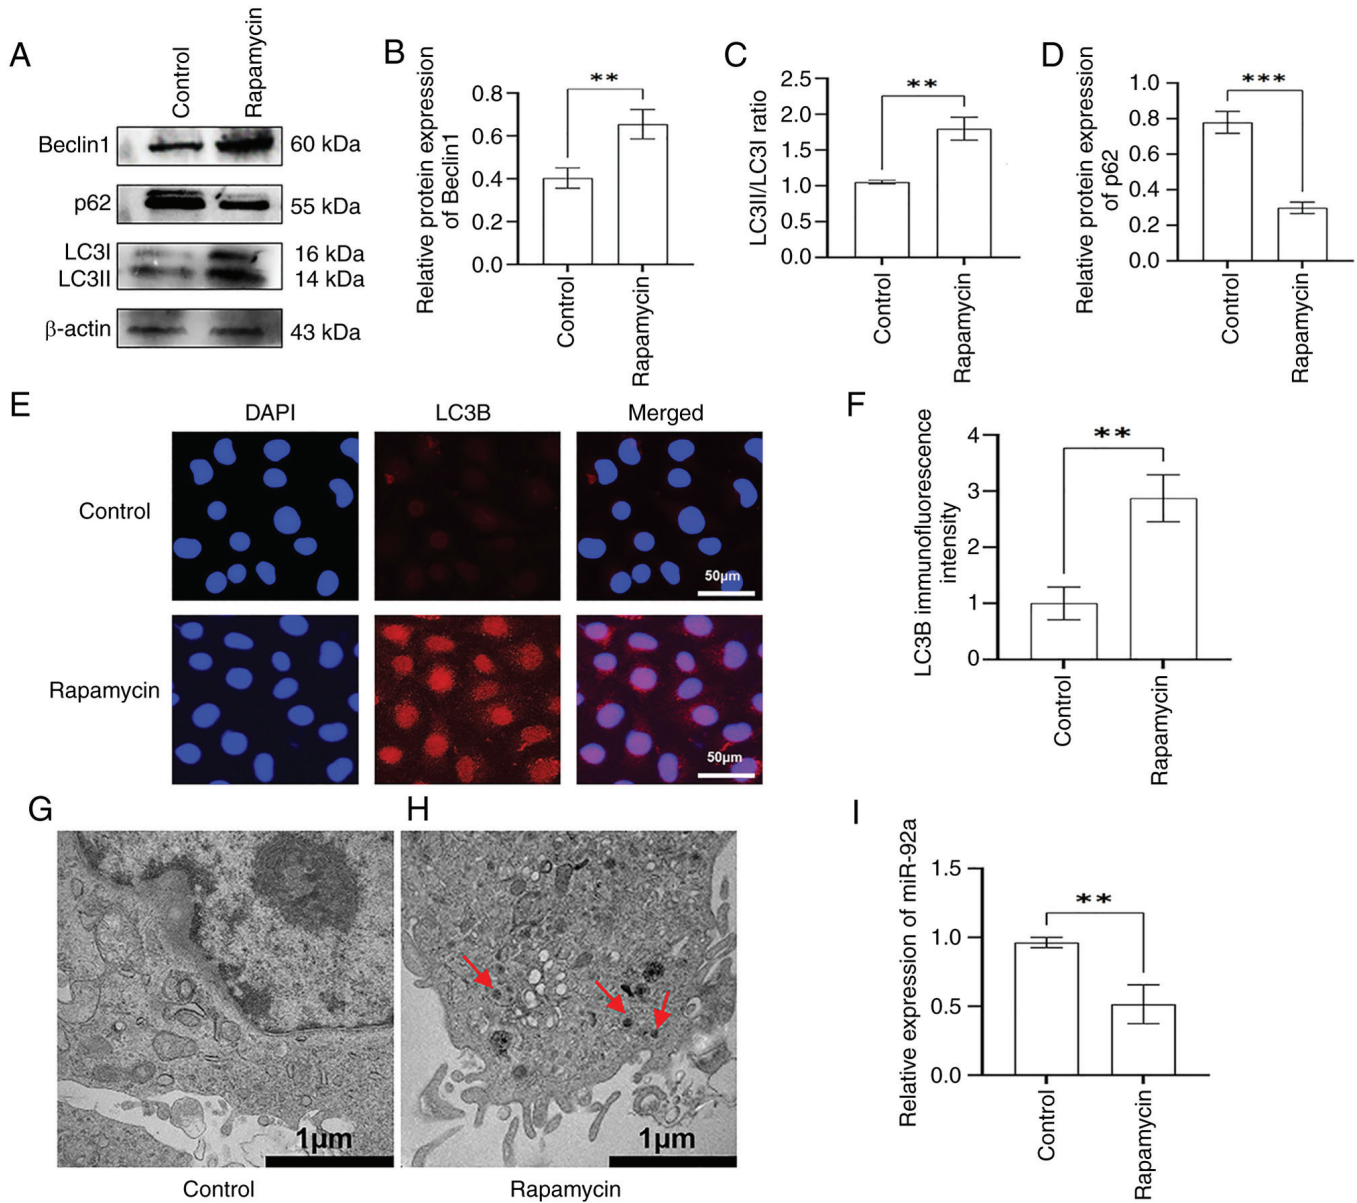 A
Control
Rapamycin
Beclin1
60 kDa
p62
55 kDa
LC3I
16 kDa
LC3II
14 kDa
β-actin
43 kDa
B
Relative protein expression
of Beclin1
0.8
0.6
0.4
0.2
0.0
**
Control
Rapamycin
C
LC3II/LC3I ratio
2.5
2.0
1.5
1.0
0.5
0.0
**
Control
Rapamycin
D
Relative protein expression
of p62
1.0
0.8
0.6
0.4
0.2
0.0
***
Control
Rapamycin
E
DAPI
LC3B
Merged
Control
50μm
Rapamycin
50μm
F
LC3B immunofluorescence
intensity
4
3
2
1
0
**
Control
Rapamycin
G
1μm
Control
H
1μm
Rapamycin
I
Relative expression of miR-92a
1.5
1.0
0.5
0.0
**
Control
Rapamycin